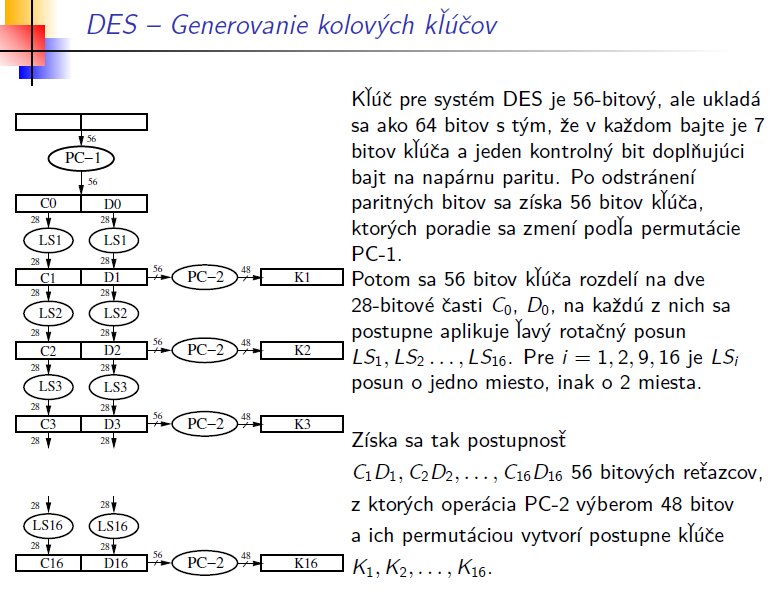 DES – Generovanie kolových kľúčov
Kľúč pre systém DES je 56-bitový, ale ukladá
sa ako 64 bitov s tým, že v každom bajte je 7
bitov kľúča a jeden kontrolný bit doplňujúci
bajt na napárnu paritu. Po odstránení
paritných bitov sa získa 56 bitov kľúča,
ktorých poradie sa zmení podľa permutácie
PC-1.
Potom sa 56 bitov kľúča rozdelí na dve
28-bitové časti C₀, D₀, na každú z nich sa
postupne aplikuje ľavý rotačný posun
LS₁, LS₂ . . . , LS₁₆. Pre i = 1, 2, 9, 16 je LSᵢ
posun o jedno miesto, inak o 2 miesta.
Získa sa tak postupnosť
C₁D₁, C₂D₂, . . . , C₁₆D₁₆ 56 bitových reťazcov,
z ktorých operácia PC-2 výberom 48 bitov
a ich permutáciou vytvorí postupne kľúče
K₁, K₂, . . . , K₁₆.
56
PC–1
56
C0 D0
28 28
LS1 LS1
28 28
C1 D1 56 PC–2 48 K1
28 28
LS2 LS2
28 28
C2 D2 56 PC–2 48 K2
28 28
LS3 LS3
28 28
C3 D3 56 PC–2 48 K3
28 28
28 28
LS16 LS16
28 28
C16 D16 56 PC–2 48 K16